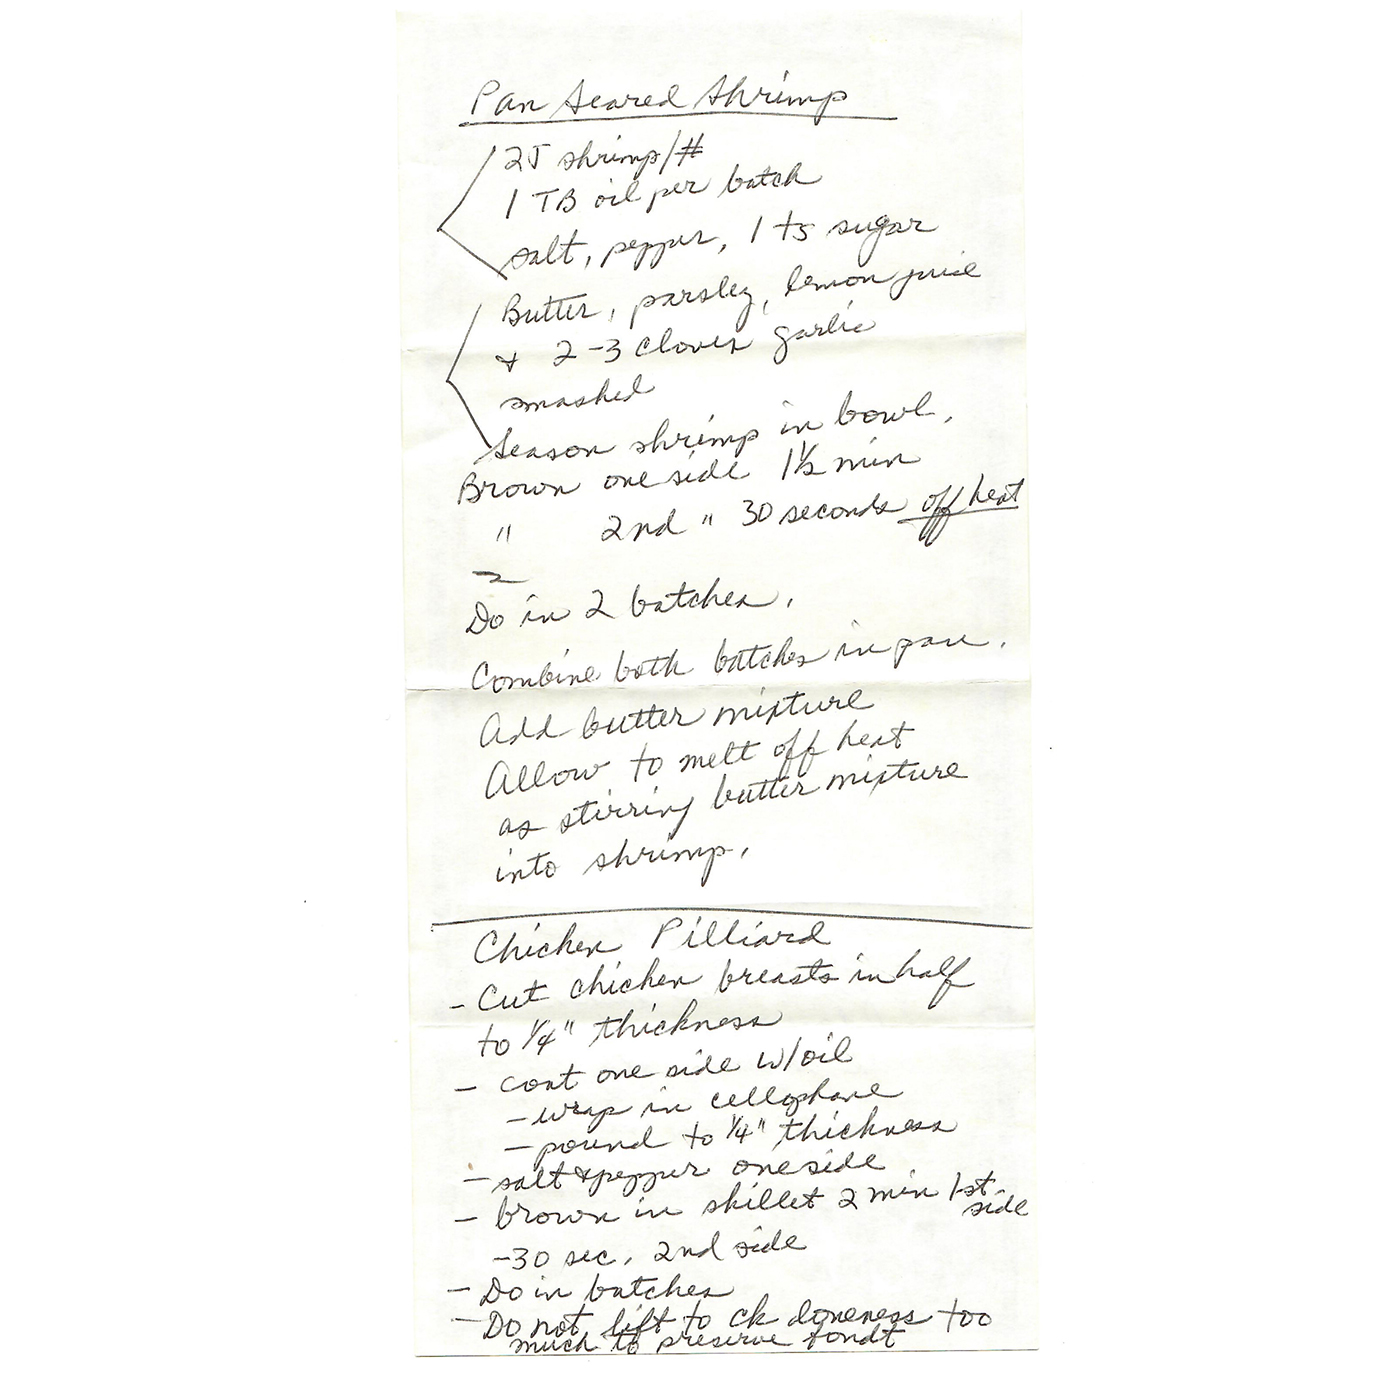 Pan Seared Shrimp
25 shrimp/#
1 TB oil per batch
salt, pepper, 1 ts sugar
Butter, parsley, lemon juice
& 2-3 cloves garlic
smashed
Season shrimp in bowl.
Brown one side 1½ min
" 2nd " 30 seconds off heat
Do in 2 batches.
Combine both batches in pan.
Add butter mixture
Allow to melt off heat
as stirring butter mixture
into shrimp.
Chicken Pilliard
- Cut chicken breasts in half
to ¼" thickness
- coat one side w/oil
- wrap in cellophane
- pound to ¼" thickness
- salt & pepper one side
- brown in skillet 2 min 1st
side
- 30 sec. 2nd side
- Do in batches
- Do not lift to ck doneness too
much to preserve fondt